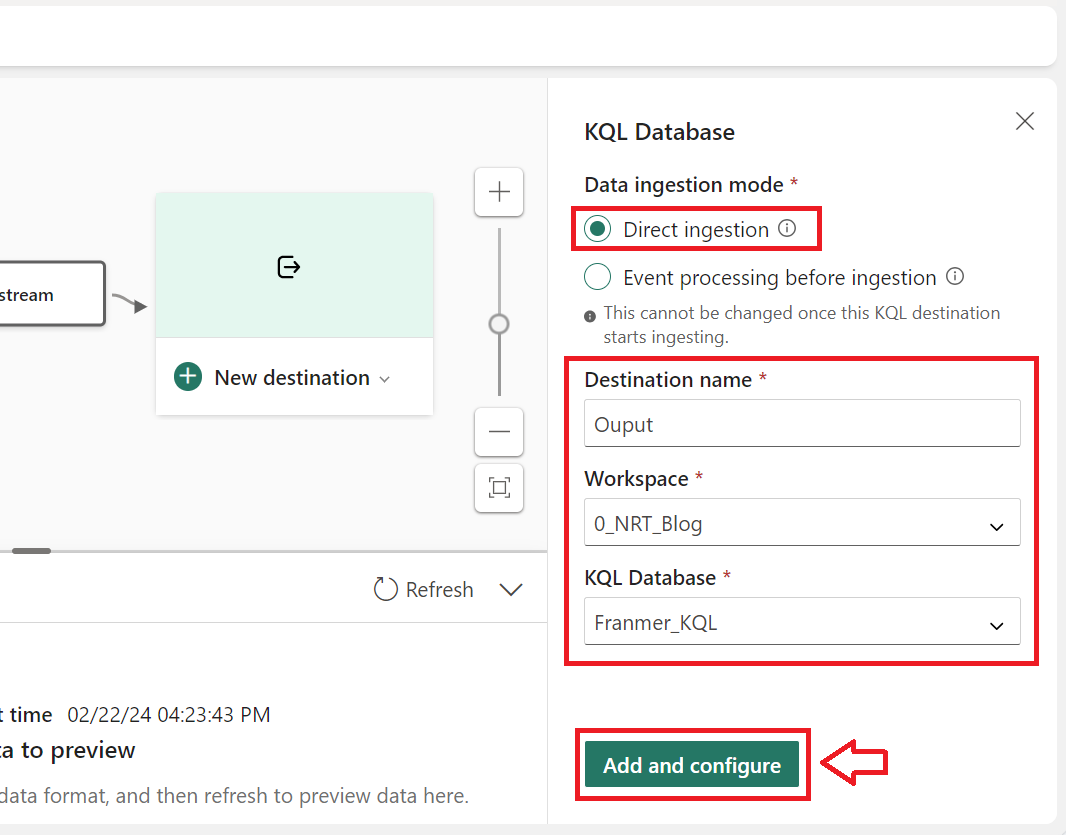 stream
New destination
Refresh
t time 02/22/24 04:23:43 PM
ta to preview
data format, and then refresh to preview data here.
KQL Database
Data ingestion mode *
Direct ingestion
Event processing before ingestion
This cannot be changed once this KQL destination
starts ingesting.
Destination name *
Ouput
Workspace *
0_NRT_Blog
KQL Database *
Franmer_KQL
Add and configure